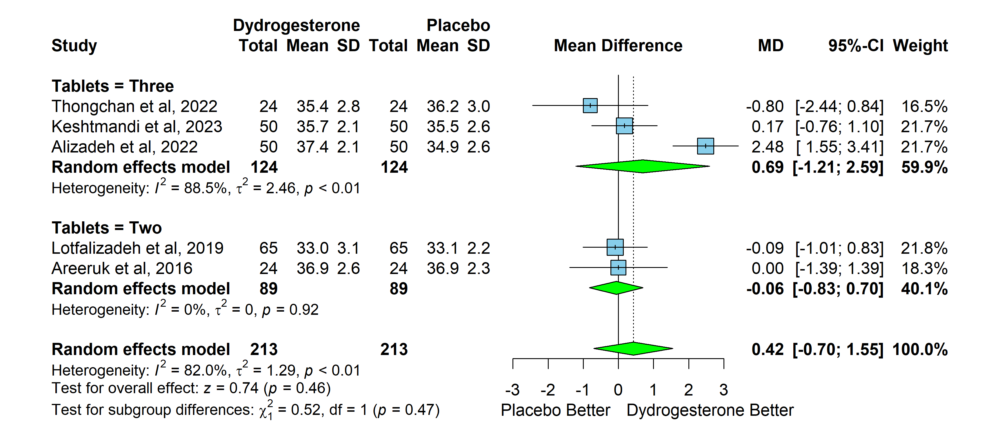 Dydrogesterone Placebo
Study Total Mean SD Total Mean SD Mean Difference MD 95%-CI Weight
Tablets = Three
Thongchan et al, 2022 24 35.4 2.8 24 36.2 3.0 -0.80 [-2.44; 0.84] 16.5%
Keshtmandi et al, 2023 50 35.7 2.1 50 35.5 2.6 0.17 [-0.76; 1.10] 21.7%
Alizadeh et al, 2022 50 37.4 2.1 50 34.9 2.6 2.48 [ 1.55; 3.41] 21.7%
Random effects model 124 124 0.69 [-1.21; 2.59] 59.9%
Heterogeneity: I² = 88.5%, τ² = 2.46, p < 0.01
Tablets = Two
Lotfalizadeh et al, 2019 65 33.0 3.1 65 33.1 2.2 -0.09 [-1.01; 0.83] 21.8%
Areeruk et al, 2016 24 36.9 2.6 24 36.9 2.3 0.00 [-1.39; 1.39] 18.3%
Random effects model 89 89 -0.06 [-0.83; 0.70] 40.1%
Heterogeneity: I² = 0%, τ² = 0, p = 0.92
Random effects model 213 213 0.42 [-0.70; 1.55] 100.0%
Heterogeneity: I² = 82.0%, τ² = 1.29, p < 0.01
Test for overall effect: z = 0.74 (p = 0.46)
-3 -2 -1 0 1 2 3
Test for subgroup differences: χ²₁ = 0.52, df = 1 (p = 0.47)
Placebo Better Dydrogesterone Better